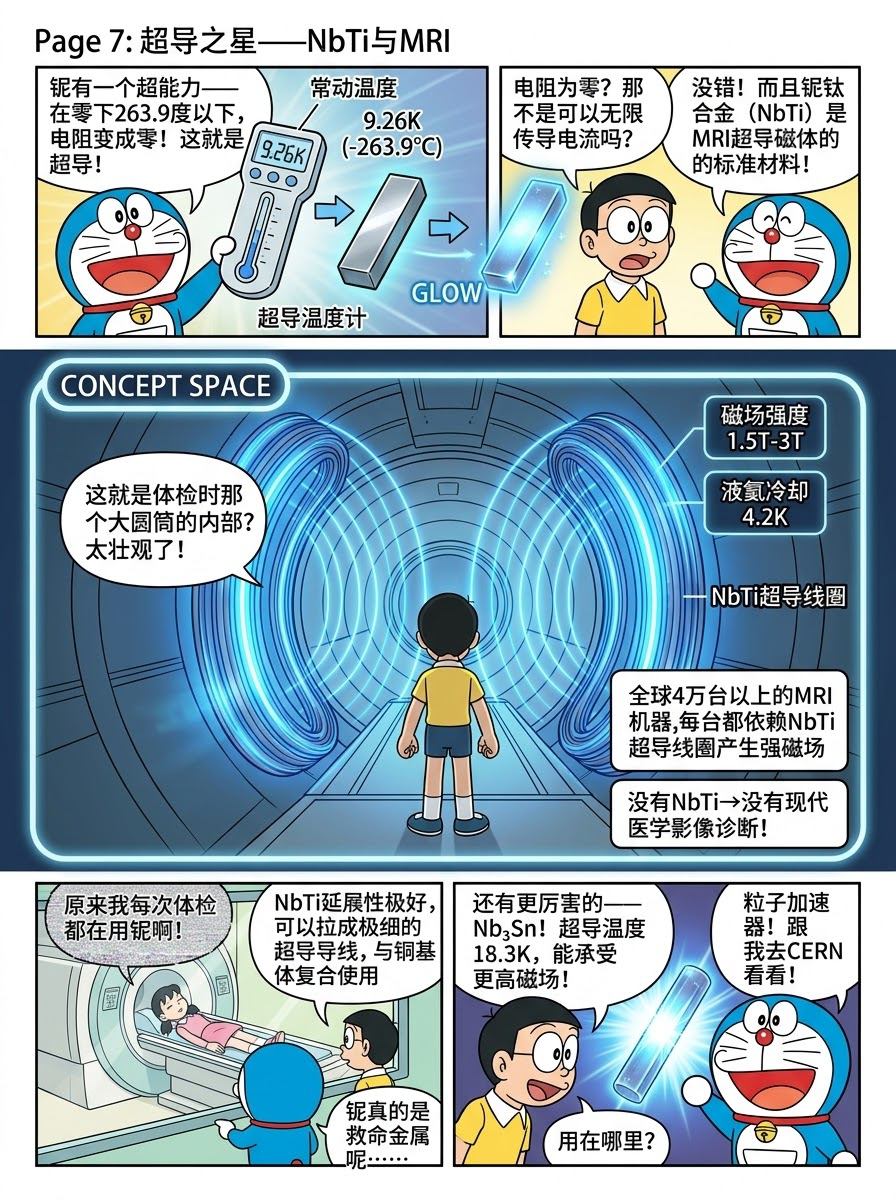 Page 7: 超导之星——NbTi与MRI
铌有一个超能力——
在零下263.9度以下，
电阻变成零！这就是
超导！
常动温度
9.26K
(-263.9°C)
9.26K
GLOW
超导温度计
电阻为零？那
不是可以无限
传导电流吗？
没错！而且铌钛
合金（NbTi）是
MRI超导磁体的
的标准材料！
CONCEPT SPACE
磁场强度
1.5T-3T
液氦冷却
4.2K
这就是体检时那
个大圆筒的内部？
太壮观了！
NbTi超导线圈
全球4万台以上的MRI
机器,每台都依赖NbTi
超导线圈产生强磁场
没有NbTi→没有现代
医学影像诊断！
原来我每次体检
都在用铌啊！
NbTi延展性极好，
可以拉成极细的
超导导线，与铜基
体复合使用
铌真的是
救命金属
呢……
还有更厉害的——
Nb₃Sn！超导温度
18.3K，能承受
更高磁场！
粒子加速
器！跟
我去CERN
看看！
用在哪里？